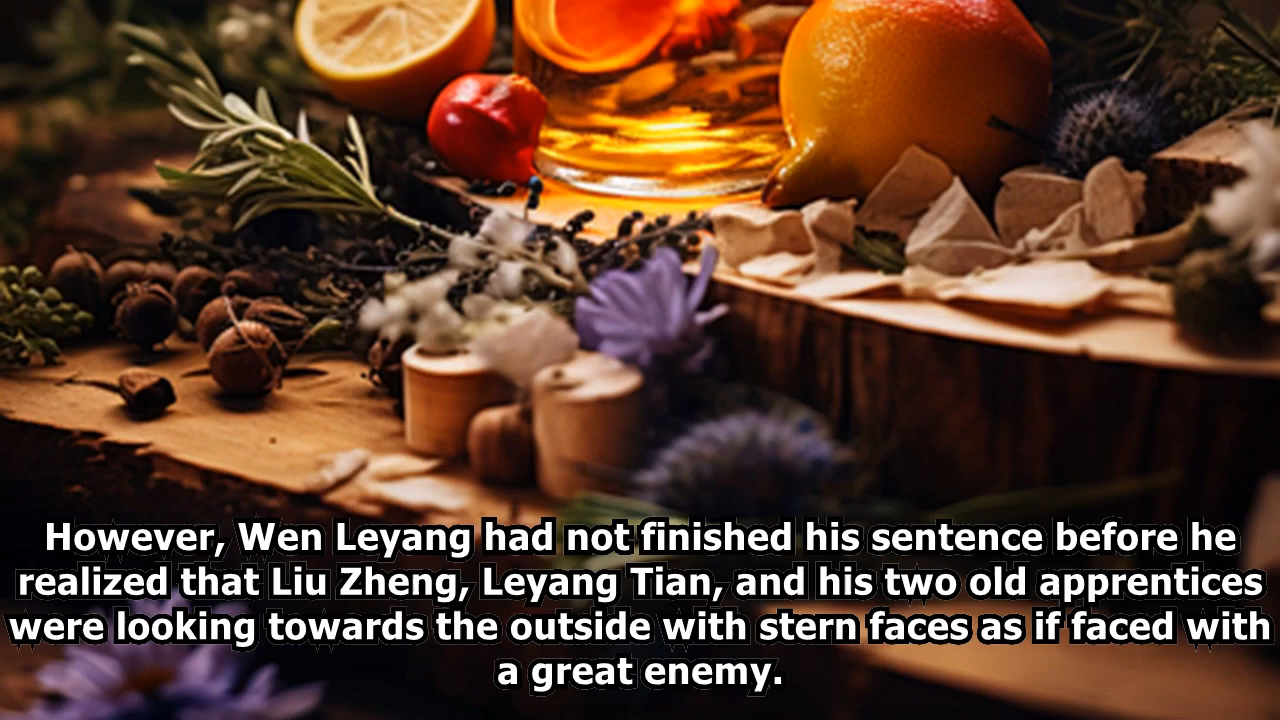 However, Wen Leyang had not finished his sentence before he
realized that Liu Zheng, Leyang Tian, and his two old apprentices
were looking towards the outside with stern faces as if faced with
a great enemy.